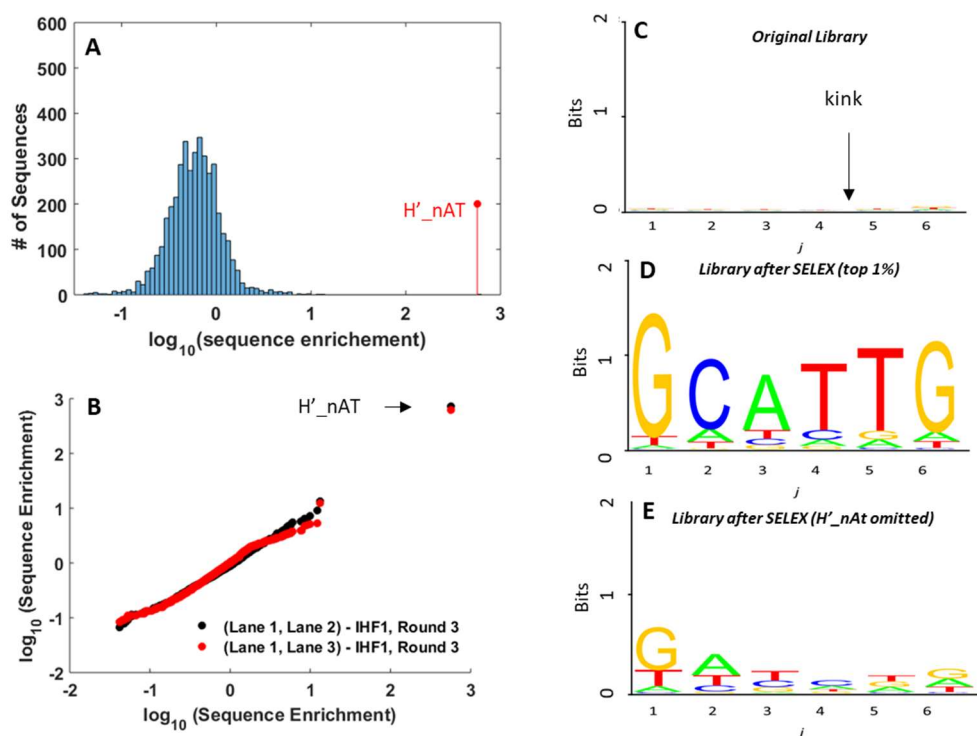 A
600
500
400
300
200
100
0
# of Sequences
H'_nAT
-1
0
1
2
3
log10(sequence enrichement)
B
3
2
1
0
-1
-2
log10 (Sequence Enrichment)
H'_nAT
(Lane 1, Lane 2) - IHF1, Round 3
(Lane 1, Lane 3) - IHF1, Round 3
-2
-1
0
1
2
3
log10 (Sequence Enrichment)
C
Original Library
2
1
0
Bits
kink
1 2 3 4 5 6
j
D
Library after SELEX (top 1%)
2
1
0
Bits
G C A T T G
T A T C G A
A T C A A T
1 2 3 4 5 6
j
E
Library after SELEX (H'_nAt omitted)
2
1
0
Bits
G A T C T G
T T C A G A
A C G T A T
1 2 3 4 5 6
j